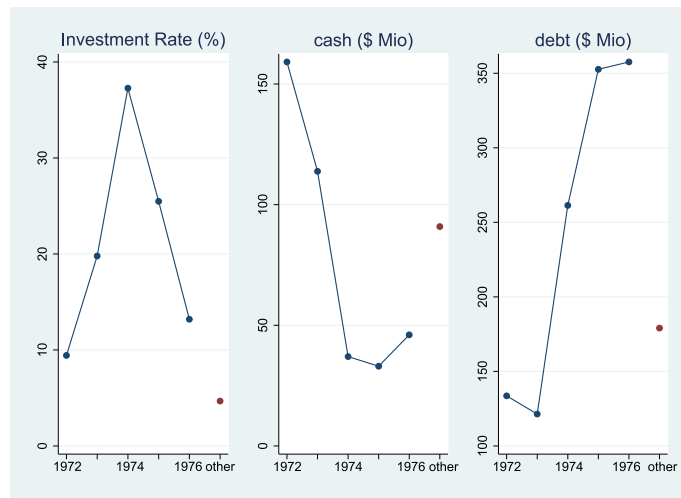 Investment Rate (%)
40
30
20
10
0
1972 1974 1976 other
cash ($ Mio)
150
100
50
0
1972 1974 1976 other
debt ($ Mio)
350
300
250
200
150
100
1972 1974 1976 other